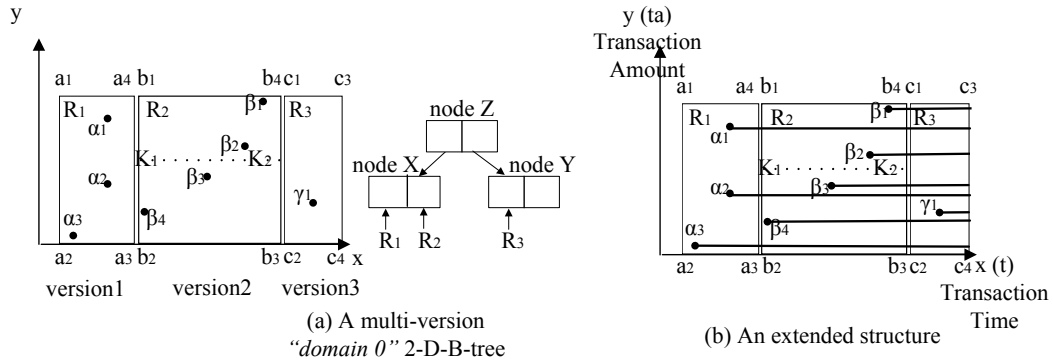 y
a1 a4 b1 b4 c1 c3
R1 R2 β1 R3
α1
β2
K1 K2
α2 β3
γ1
α3 β4
a2 a3 b2 b3 c2 c4 x
version1 version2 version3
node Z
node X node Y
R1 R2 R3
(a) A multi-version
“domain 0” 2-D-B-tree
y (ta)
Transaction
Amount
a1 a4 b1 b4 c1 c3
R1 R2 β1 R3
α1
β2
K1 K2
α2 β3
γ1
α3 β4
a2 a3 b2 b3 c2 c4 x (t)
Transaction
Time
(b) An extended structure